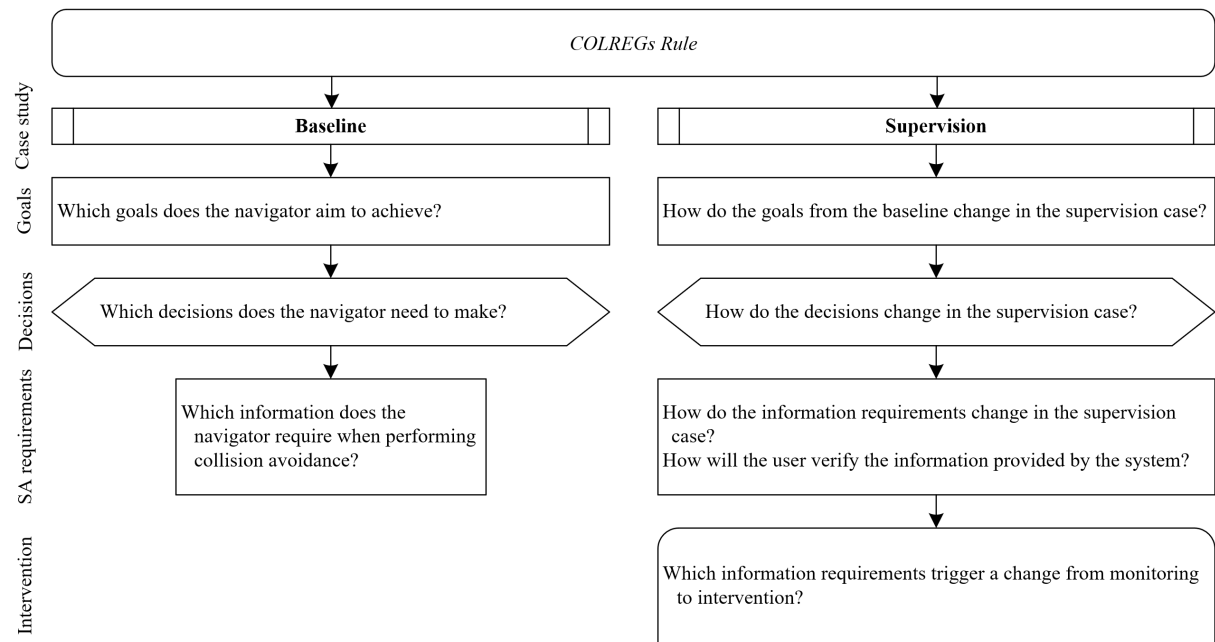 COLREGs Rule
Case study
Baseline
Supervision
Goals
Which goals does the navigator aim to achieve?
How do the goals from the baseline change in the supervision case?
Decisions
Which decisions does the navigator need to make?
How do the decisions change in the supervision case?
SA requirements
Which information does the
navigator require when performing
collision avoidance?
How do the information requirements change in the supervision
case?
How will the user verify the information provided by the system?
Intervention
Which information requirements trigger a change from monitoring
to intervention?